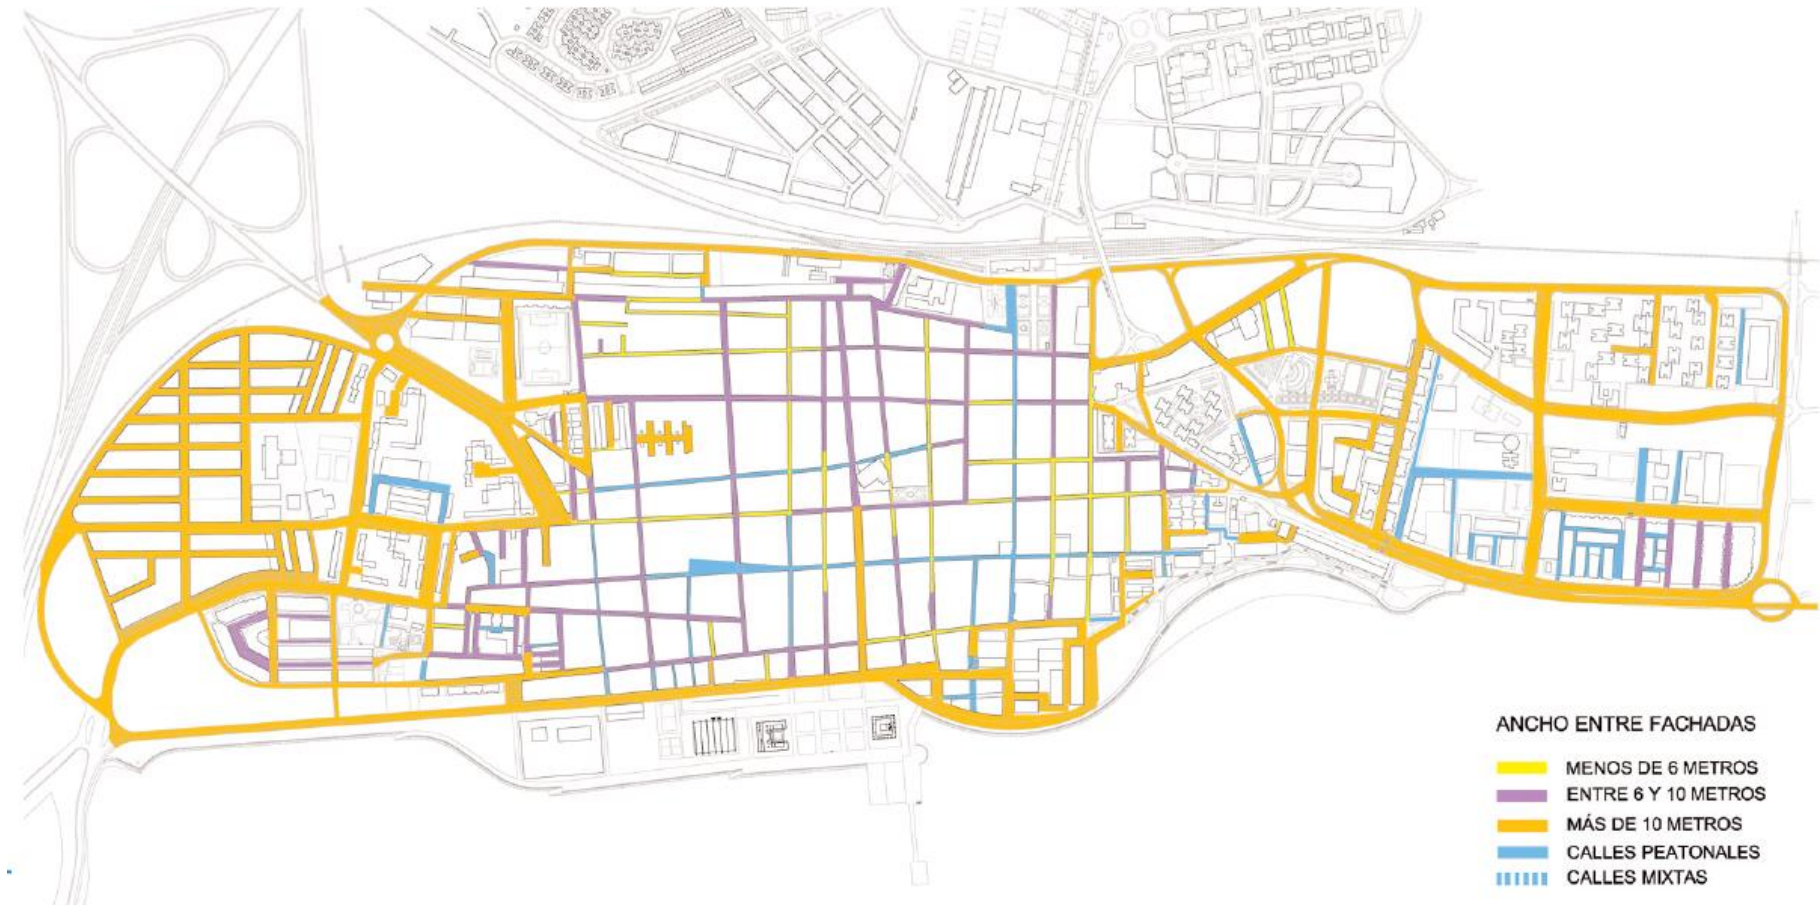 ANCHO ENTRE FACHADAS
MENOS DE 6 METROS
ENTRE 6 Y 10 METROS
MÁS DE 10 METROS
CALLES PEATONALES
CALLES MIXTAS